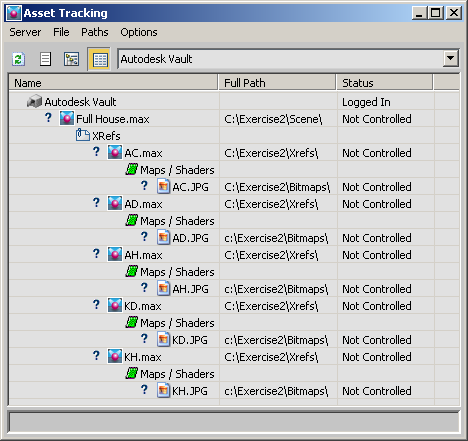 Asset Tracking
Server File Paths Options
Autodesk Vault
Name Full Path Status
Autodesk Vault Logged In
? Full House.max C:\Exercise2\Scene\ Not Controlled
XRefs
? AC.max C:\Exercise2\Xrefs\ Not Controlled
Maps / Shaders
? AC.JPG C:\Exercise2\Bitmaps\ Not Controlled
? AD.max C:\Exercise2\Xrefs\ Not Controlled
Maps / Shaders
? AD.JPG c:\Exercise2\Bitmaps\ Not Controlled
? AH.max C:\Exercise2\Xrefs\ Not Controlled
Maps / Shaders
? AH.JPG c:\Exercise2\Bitmaps\ Not Controlled
? KD.max C:\Exercise2\Xrefs\ Not Controlled
Maps / Shaders
? KD.JPG c:\Exercise2\Bitmaps\ Not Controlled
? KH.max C:\Exercise2\Xrefs\ Not Controlled
Maps / Shaders
? KH.JPG c:\Exercise2\Bitmaps\ Not Controlled